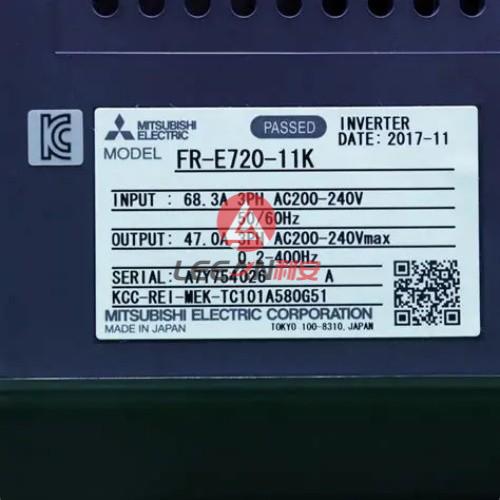 MITSUBISHI ELECTRIC
PASSED
INVERTER
DATE: 2017-11
MODEL FR-E720-11K
INPUT : 68.3A 3PH AC200-240V
50/60Hz
OUTPUT: 47.0A 3PH AC200-240Vmax
0.2-400Hz
SERIAL: A7Y754026 A
KCC-REI-MEK-TC101A580G51
MITSUBISHI ELECTRIC CORPORATION
MADE IN JAPAN TOKYO 100-8310,JAPAN